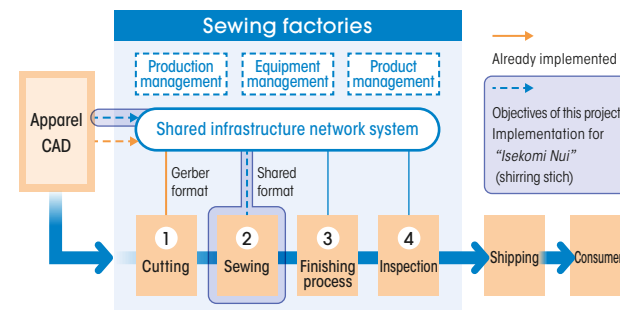 Sewing factories
Production
management
Equipment
management
Product
management
Already implemented
Apparel
CAD
Shared infrastructure network system
Objectives of this project
Implementation for
“Isekomi Nui”
(shirring stich)
Gerber
format
Shared
format
1
Cutting
2
Sewing
3
Finishing
process
4
Inspection
Shipping
Consumer